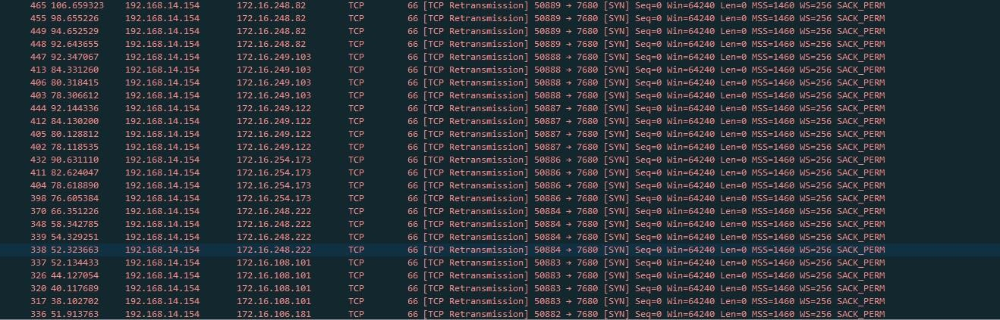 465 106.659323 192.168.14.154 172.16.248.82 TCP 66 [TCP Retransmission] 50889 → 7680 [SYN] Seq=0 Win=64240 Len=0 MSS=1460 WS=256 SACK_PERM
455 98.655226 192.168.14.154 172.16.248.82 TCP 66 [TCP Retransmission] 50889 → 7680 [SYN] Seq=0 Win=64240 Len=0 MSS=1460 WS=256 SACK_PERM
449 94.652529 192.168.14.154 172.16.248.82 TCP 66 [TCP Retransmission] 50889 → 7680 [SYN] Seq=0 Win=64240 Len=0 MSS=1460 WS=256 SACK_PERM
448 92.643655 192.168.14.154 172.16.248.82 TCP 66 [TCP Retransmission] 50889 → 7680 [SYN] Seq=0 Win=64240 Len=0 MSS=1460 WS=256 SACK_PERM
447 92.347067 192.168.14.154 172.16.249.103 TCP 66 [TCP Retransmission] 50888 → 7680 [SYN] Seq=0 Win=64240 Len=0 MSS=1460 WS=256 SACK_PERM
413 84.331260 192.168.14.154 172.16.249.103 TCP 66 [TCP Retransmission] 50888 → 7680 [SYN] Seq=0 Win=64240 Len=0 MSS=1460 WS=256 SACK_PERM
406 80.318415 192.168.14.154 172.16.249.103 TCP 66 [TCP Retransmission] 50888 → 7680 [SYN] Seq=0 Win=64240 Len=0 MSS=1460 WS=256 SACK_PERM
403 78.306612 192.168.14.154 172.16.249.103 TCP 66 [TCP Retransmission] 50888 → 7680 [SYN] Seq=0 Win=64240 Len=0 MSS=1460 WS=256 SACK_PERM
444 92.144336 192.168.14.154 172.16.249.122 TCP 66 [TCP Retransmission] 50887 → 7680 [SYN] Seq=0 Win=64240 Len=0 MSS=1460 WS=256 SACK_PERM
412 84.130200 192.168.14.154 172.16.249.122 TCP 66 [TCP Retransmission] 50887 → 7680 [SYN] Seq=0 Win=64240 Len=0 MSS=1460 WS=256 SACK_PERM
405 80.128812 192.168.14.154 172.16.249.122 TCP 66 [TCP Retransmission] 50887 → 7680 [SYN] Seq=0 Win=64240 Len=0 MSS=1460 WS=256 SACK_PERM
402 78.118535 192.168.14.154 172.16.249.122 TCP 66 [TCP Retransmission] 50887 → 7680 [SYN] Seq=0 Win=64240 Len=0 MSS=1460 WS=256 SACK_PERM
432 90.631110 192.168.14.154 172.16.254.173 TCP 66 [TCP Retransmission] 50886 → 7680 [SYN] Seq=0 Win=64240 Len=0 MSS=1460 WS=256 SACK_PERM
411 82.624047 192.168.14.154 172.16.254.173 TCP 66 [TCP Retransmission] 50886 → 7680 [SYN] Seq=0 Win=64240 Len=0 MSS=1460 WS=256 SACK_PERM
404 78.618890 192.168.14.154 172.16.254.173 TCP 66 [TCP Retransmission] 50886 → 7680 [SYN] Seq=0 Win=64240 Len=0 MSS=1460 WS=256 SACK_PERM
398 76.605384 192.168.14.154 172.16.254.173 TCP 66 [TCP Retransmission] 50886 → 7680 [SYN] Seq=0 Win=64240 Len=0 MSS=1460 WS=256 SACK_PERM
370 66.351226 192.168.14.154 172.16.248.222 TCP 66 [TCP Retransmission] 50884 → 7680 [SYN] Seq=0 Win=64240 Len=0 MSS=1460 WS=256 SACK_PERM
348 58.342785 192.168.14.154 172.16.248.222 TCP 66 [TCP Retransmission] 50884 → 7680 [SYN] Seq=0 Win=64240 Len=0 MSS=1460 WS=256 SACK_PERM
339 54.329251 192.168.14.154 172.16.248.222 TCP 66 [TCP Retransmission] 50884 → 7680 [SYN] Seq=0 Win=64240 Len=0 MSS=1460 WS=256 SACK_PERM
338 52.323663 192.168.14.154 172.16.248.222 TCP 66 [TCP Retransmission] 50884 → 7680 [SYN] Seq=0 Win=64240 Len=0 MSS=1460 WS=256 SACK_PERM
337 52.134433 192.168.14.154 172.16.108.101 TCP 66 [TCP Retransmission] 50883 → 7680 [SYN] Seq=0 Win=64240 Len=0 MSS=1460 WS=256 SACK_PERM
326 44.127054 192.168.14.154 172.16.108.101 TCP 66 [TCP Retransmission] 50883 → 7680 [SYN] Seq=0 Win=64240 Len=0 MSS=1460 WS=256 SACK_PERM
320 40.117689 192.168.14.154 172.16.108.101 TCP 66 [TCP Retransmission] 50883 → 7680 [SYN] Seq=0 Win=64240 Len=0 MSS=1460 WS=256 SACK_PERM
317 38.102702 192.168.14.154 172.16.108.101 TCP 66 [TCP Retransmission] 50883 → 7680 [SYN] Seq=0 Win=64240 Len=0 MSS=1460 WS=256 SACK_PERM
336 51.913763 192.168.14.154 172.16.106.181 TCP 66 [TCP Retransmission] 50882 → 7680 [SYN] Seq=0 Win=64240 Len=0 MSS=1460 WS=256 SACK_PERM